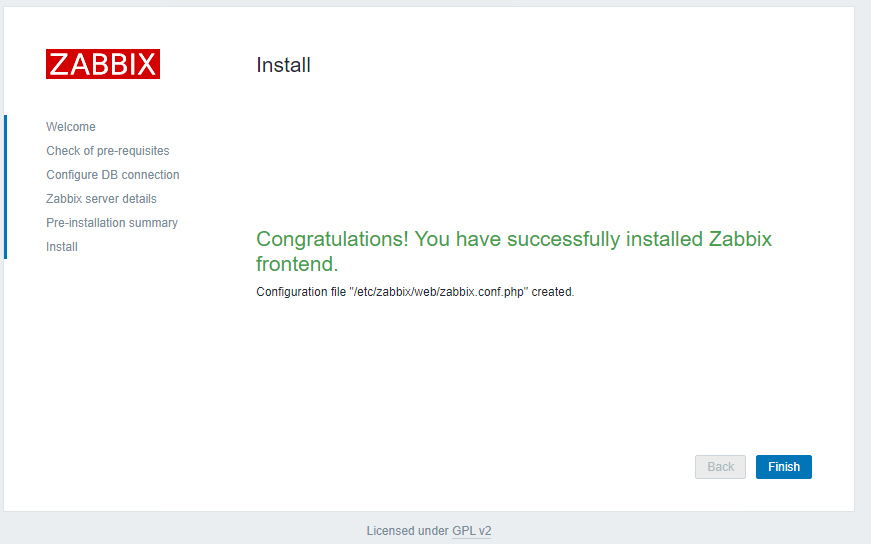 ZABBIX
Install
Welcome
Check of pre-requisites
Configure DB connection
Zabbix server details
Pre-installation summary
Install
Congratulations! You have successfully installed Zabbix
frontend.
Configuration file "/etc/zabbix/web/zabbix.conf.php" created.
Back
Finish
Licensed under GPL v2